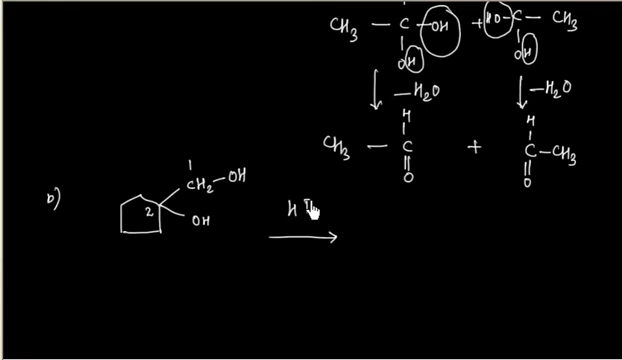 CH3 — C — OH + HO — C — CH3
OH OH
—H2O —H2O
H H
CH3 — C + C — CH3
O O
b) 1
CH2 — OH
2
OH
H I